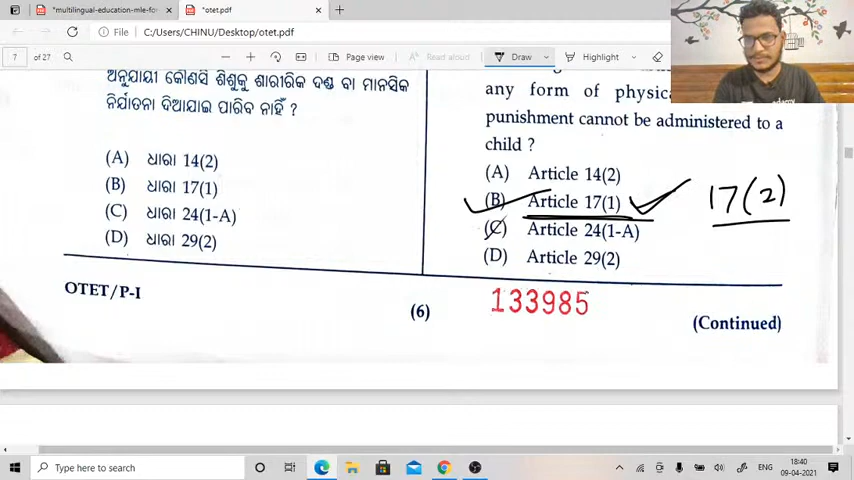 *multilingual-education-mle-fo
*otet.pdf
File
C:/Users/CHINU/Desktop/otet.pdf
7
of 27
Page view
Read aloud
Draw
Highlight
ଅନୁଯାୟୀ କୌଣସି ଶିଶୁକୁ ଶାରୀରିକ ଦଣ୍ଡ ବା ମାନସିକ
ନିର୍ଯାତନା ଦିଆଯାଇ ପାରିବ ନାହିଁ ?
(A) ଧାରା 14(2)
(B) ଧାରା 17(1)
(C) ଧାରା 24(1-A)
(D) ଧାରା 29(2)
any form of physica
punishment cannot be administered to a
child ?
(A) Article 14(2)
(B) Article 17(1)
(C) Article 24(1-A)
(D) Article 29(2)
17(2)
OTET/P-I
(6)
133985
(Continued)
Type here to search
ENG
18:40
09-04-2021